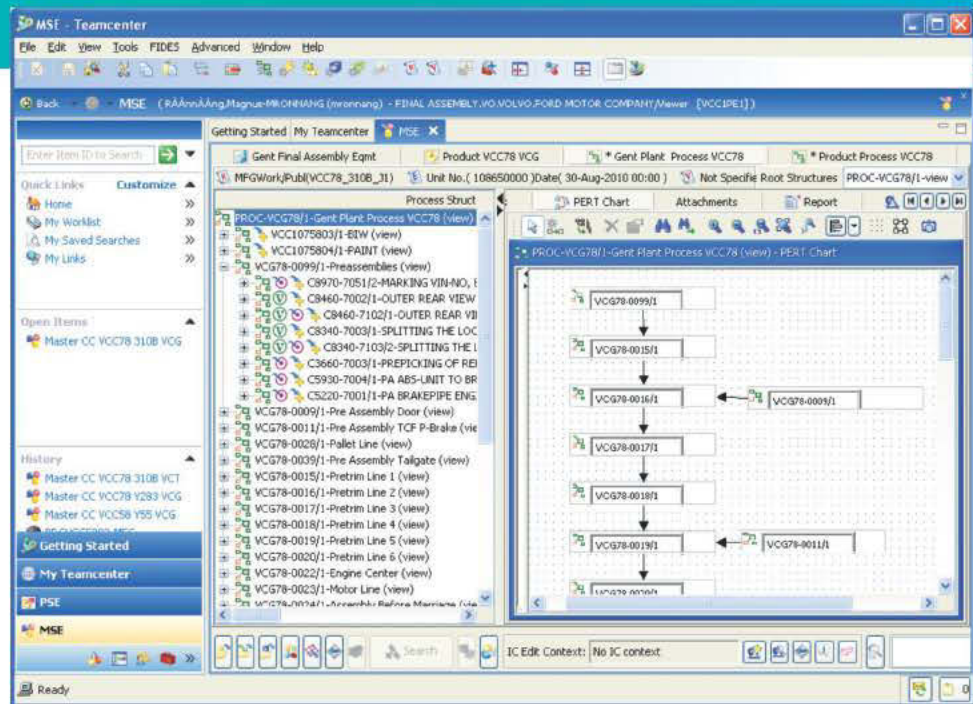 MSE - Teamcenter
File Edit View Tools FIDES Advanced Window Help
Back MSE (RÄÄnnÄÄng,Magnus-MRONNANG (mronnang) - FINAL ASSEMBLY.VO.VOLVO.FORD MOTOR COMPANY/Viewer [VCC1PE1])
Getting Started My Teamcenter MSE
Enter Item ID to Search
Gent Final Assembly Eqmt Product VCC78 VCG * Gent Plant Process VCC78 * Product Process VCC78
Quick Links Customize
MFGWork/Publ(VCC78_310B_J1) Unit No.( 108650000 )Date( 30-Aug-2010 00:00 ) Not Specifie Root Structures PROC-VCG78/1-view
Home
My Worklist
My Saved Searches
My Links
Open Items
Master CC VCC78 310B VCG
History
Master CC VCC78 310B VCT
Master CC VCC78 Y283 VCG
Master CC VCC58 Y55 VCG
Getting Started
My Teamcenter
PSE
MSE
Process Struct
PROC-VCG78/1-Gent Plant Process VCC78 (view)
VCC1075803/1-BIW (view)
VCC1075804/1-PAINT (view)
VCG78-0099/1-Preassemblies (view)
C8970-7051/2-MARKING VIN-NO, E
C8460-7002/1-OUTER REAR VIEW
C8460-7102/1-OUTER REAR VI
C8340-7003/1-SPLITTING THE LOC
C8340-7103/2-SPLITTING THE L
C3660-7003/1-PREPICKING OF REI
C5930-7004/1-PA ABS-UNIT TO BR
C5220-7001/1-PA BRAKEPIPE ENG.
VCG78-0009/1-Pre Assembly Door (view)
VCG78-0011/1-Pre Assembly TCF P-Brake (vie
VCG78-0028/1-Pallet Line (view)
VCG78-0039/1-Pre Assembly Tailgate (view)
VCG78-0015/1-Pretrim Line 1 (view)
VCG78-0016/1-Pretrim Line 2 (view)
VCG78-0017/1-Pretrim Line 3 (view)
VCG78-0018/1-Pretrim Line 4 (view)
VCG78-0019/1-Pretrim Line 5 (view)
VCG78-0020/1-Pretrim Line 6 (view)
VCG78-0022/1-Engine Center (view)
VCG78-0023/1-Motor Line (view)
VCG78-0024/1-Assembly Before Marriage (vie
PERT Chart Attachments Report
PROC-VCG78/1-Gent Plant Process VCC78 (view) - PERT Chart
VCG78-0099/1
VCG78-0015/1
VCG78-0016/1 VCG78-0009/1
VCG78-0017/1
VCG78-0018/1
VCG78-0019/1 VCG78-0011/1
VCG78-0020/1
Search IC Edit Context: No IC context
Ready 0